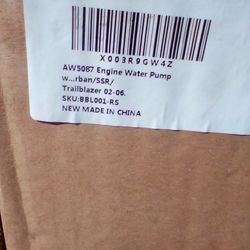 X003R9GW4Z
AW5087 Engine Water Pump
w...rban/SSR/
Trailblazer 02-06.
SKU:BBL001-RS
NEW MADE IN CHINA